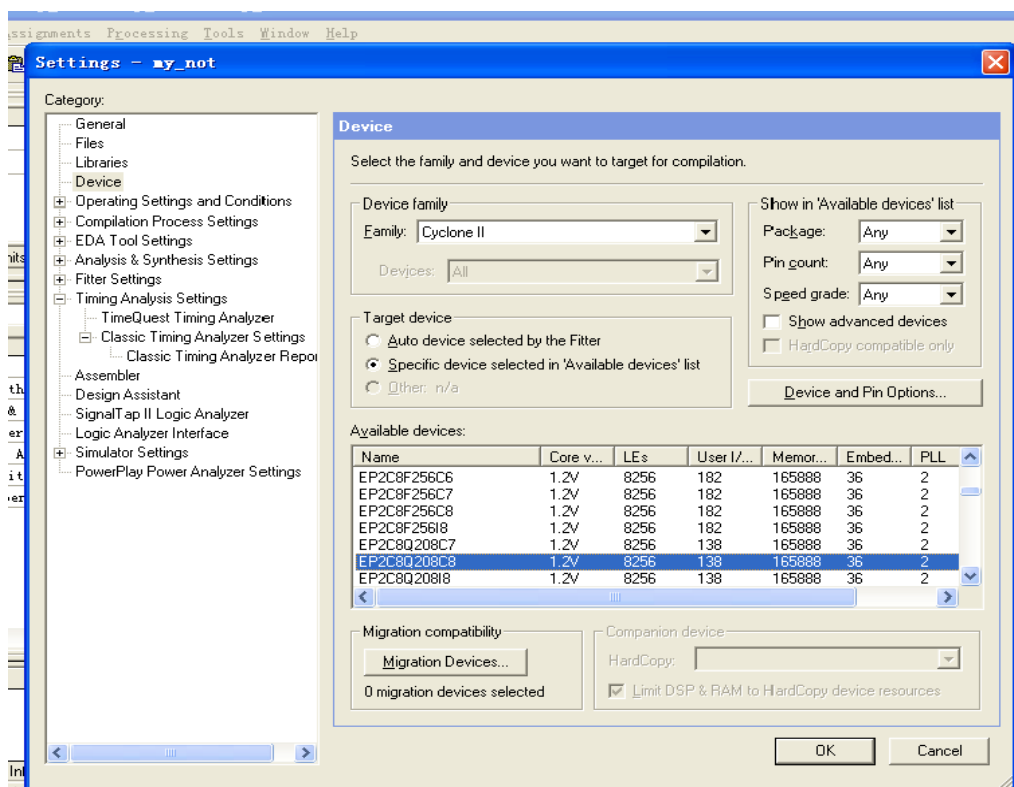 Assignments Processing Tools Window Help
Settings - my_not
Category:
General
Files
Libraries
Device
Operating Settings and Conditions
Compilation Process Settings
EDA Tool Settings
Analysis & Synthesis Settings
Fitter Settings
Timing Analysis Settings
TimeQuest Timing Analyzer
Classic Timing Analyzer Settings
Classic Timing Analyzer Repor
Assembler
Design Assistant
SignalTap II Logic Analyzer
Logic Analyzer Interface
Simulator Settings
PowerPlay Power Analyzer Settings
Device
Select the family and device you want to target for compilation.
Device family
Family: Cyclone II
Devices: All
Show in 'Available devices' list
Package: Any
Pin count: Any
Speed grade: Any
Show advanced devices
HardCopy compatible only
Target device
Auto device selected by the Fitter
Specific device selected in 'Available devices' list
Other: n/a
Device and Pin Options...
Available devices:
Name Core v... LEs User I/... Memor... Embed... PLL
EP2C8F256C6 1.2V 8256 182 165888 36 2
EP2C8F256C7 1.2V 8256 182 165888 36 2
EP2C8F256C8 1.2V 8256 182 165888 36 2
EP2C8F256I8 1.2V 8256 182 165888 36 2
EP2C8Q208C7 1.2V 8256 138 165888 36 2
EP2C8Q208C8 1.2V 8256 138 165888 36 2
EP2C8Q208I8 1.2V 8256 138 165888 36 2
Migration compatibility
Migration Devices...
0 migration devices selected
Companion device
HardCopy:
Limit DSP & RAM to HardCopy device resources
OK Cancel